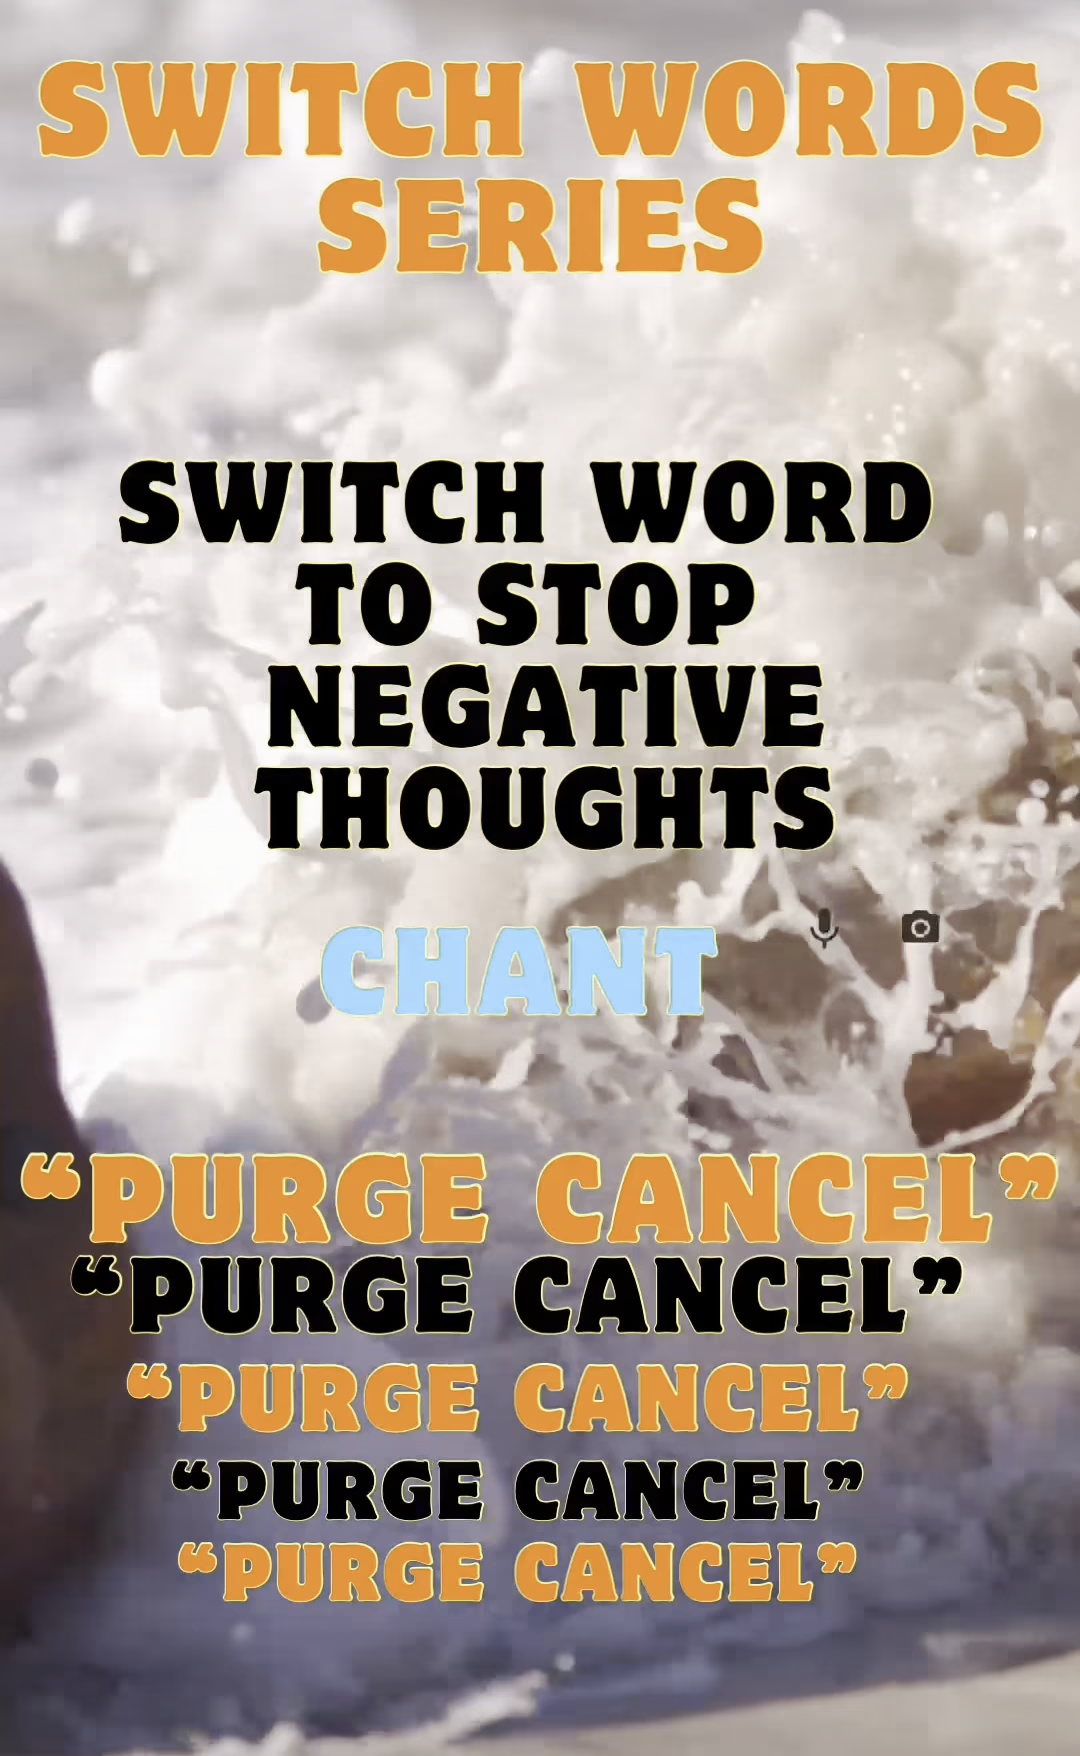 SWITCH WORDS
SERIES
SWITCH WORD
TO STOP
NEGATIVE
THOUGHTS
CHANT
“PURGE CANCEL”
“PURGE CANCEL”
“PURGE CANCEL”
“PURGE CANCEL”
“PURGE CANCEL”